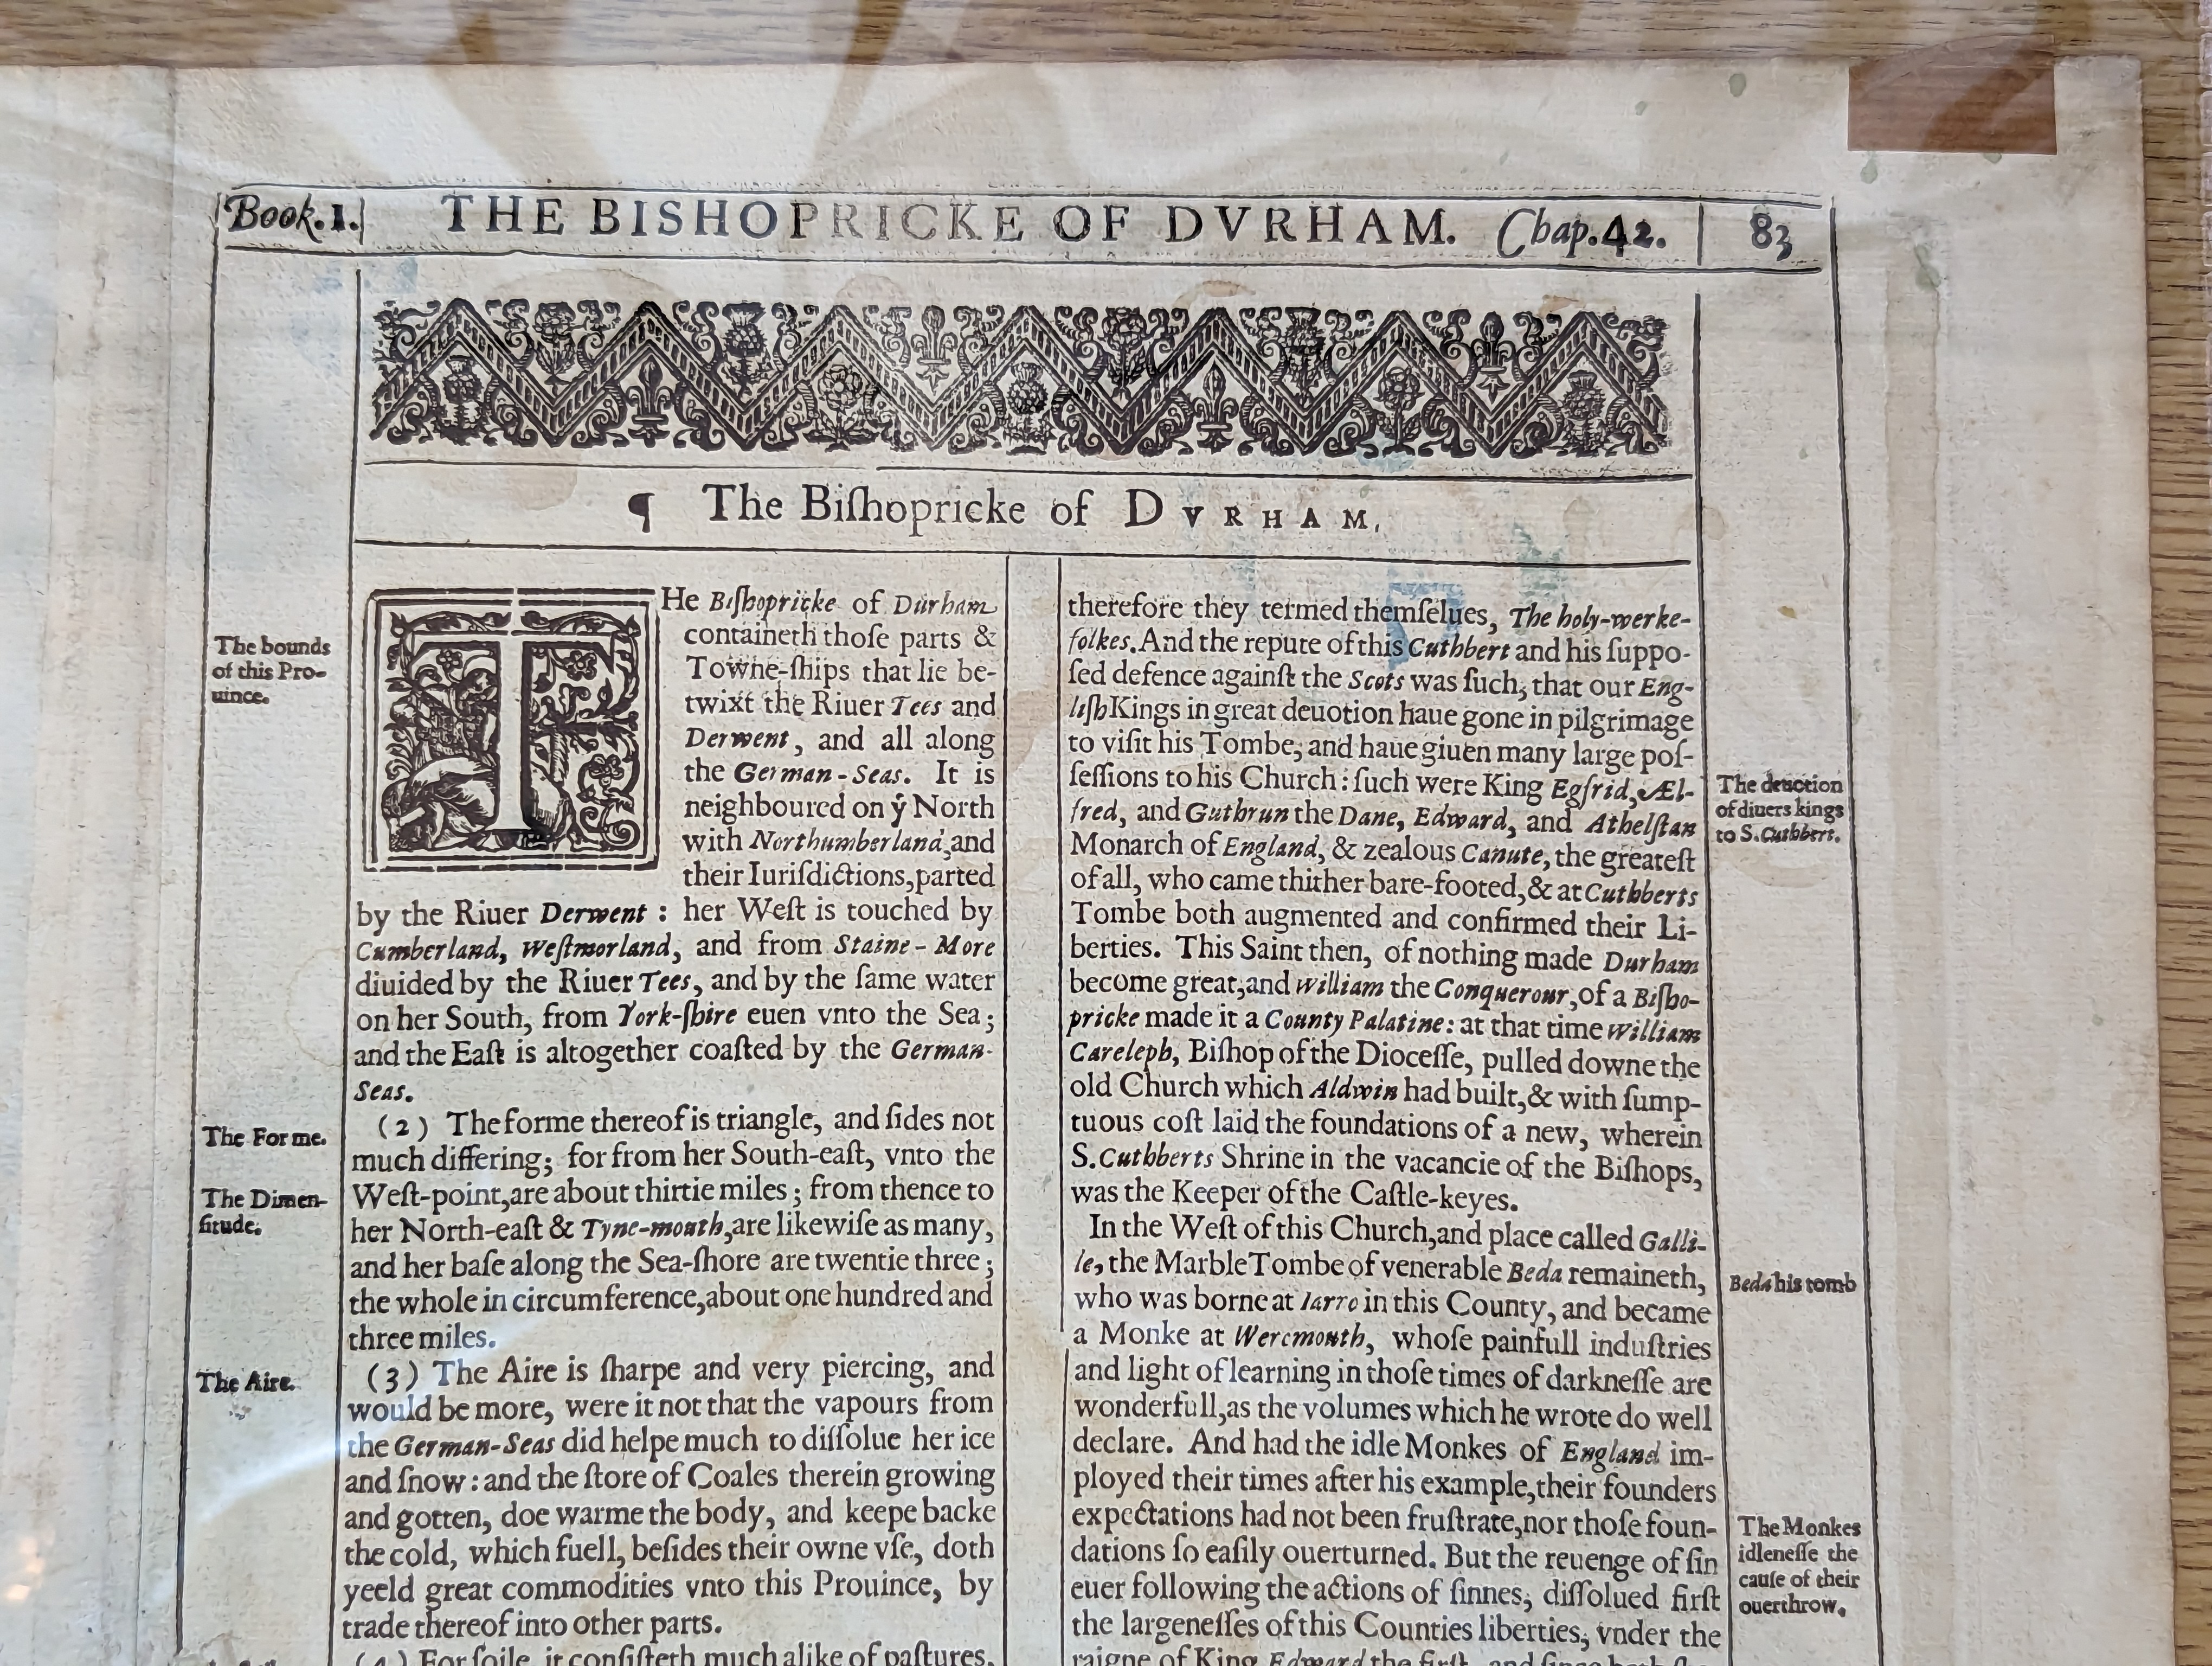 Book.1. THE BISHOPRICKE OF DVRHAM. Chap.42. 83
¶ The Biſhopricke of DVRHAM,
The bounds
of this Pro-
uince.
THe Biſhopricke of Durham
containeth thoſe parts &
Towne-ſhips that lie be-
twixt the Riuer Tees and
Derwent, and all along
the German-Seas. It is
neighboured on ẏ North
with Northumberland, and
their Iuriſdictions, parted
by the Riuer Derwent: her Weſt is touched by
Cumberland, Weſtmorland, and from Staine-More
diuided by the Riuer Tees, and by the ſame water
on her South, from York-ſhire euen vnto the Sea;
and the Eaſt is altogether coaſted by the German-
Seas.
The Forme.
(2) The forme thereof is triangle, and ſides not
much differing; for from her South-eaſt, vnto the
The Dimen-
ſitude.
Weſt-point, are about thirtie miles; from thence to
her North-eaſt & Tyne-mouth, are likewiſe as many,
and her baſe along the Sea-ſhore are twentie three;
the whole in circumference, about one hundred and
three miles.
The Aire.
(3) The Aire is ſharpe and very piercing, and
would be more, were it not that the vapours from
the German-Seas did helpe much to diſſolue her ice
and ſnow: and the ſtore of Coales therein growing
and gotten, doe warme the body, and keepe backe
the cold, which fuell, beſides their owne vſe, doth
yeeld great commodities vnto this Prouince, by
trade thereof into other parts.
(4) For ſoile, it conſiſteth much alike of paſtures,
therefore they termed themſelues, The holy-werke-
folkes. And the repute of this Cuthbert and his ſuppo-
ſed defence againſt the Scots was ſuch, that our Eng-
liſh Kings in great deuotion haue gone in pilgrimage
to viſit his Tombe, and haue giuen many large poſ-
ſeſſions to his Church: ſuch were King Egfrid, Æl-
fred, and Guthrun the Dane, Edward, and Athelſtan
Monarch of England, & zealous Canute, the greateſt
of all, who came thither bare-footed, & at Cuthberts
Tombe both augmented and confirmed their Li-
berties. This Saint then, of nothing made Durham
become great, and William the Conquerour, of a Biſho-
pricke made it a County Palatine: at that time William
Careleph, Biſhop of the Dioceſſe, pulled downe the
old Church which Aldwin had built, & with ſump-
tuous coſt laid the foundations of a new, wherein
S. Cuthberts Shrine in the vacancie of the Biſhops,
was the Keeper of the Caſtle-keyes.
The deuotion
of diuers kings
to S. Cuthbert.
In the Weſt of this Church, and place called Galli-
le, the Marble Tombe of venerable Beda remaineth,
who was borne at Iarro in this County, and became
a Monke at Weremouth, whoſe painfull induſtries
and light of learning in thoſe times of darkneſſe are
wonderfull, as the volumes which he wrote do well
declare. And had the idle Monkes of England im-
ployed their times after his example, their founders
expectations had not been fruſtrate, nor thoſe foun-
dations ſo eaſily ouerturned. But the reuenge of ſin
euer following the actions of ſinnes, diſſolued firſt
the largeneſſes of this Counties liberties, vnder the
raigne of King Edward the firſt, and ſince both
Beda his tomb
The Monkes
idleneſſe the
cauſe of their
ouerthrow.